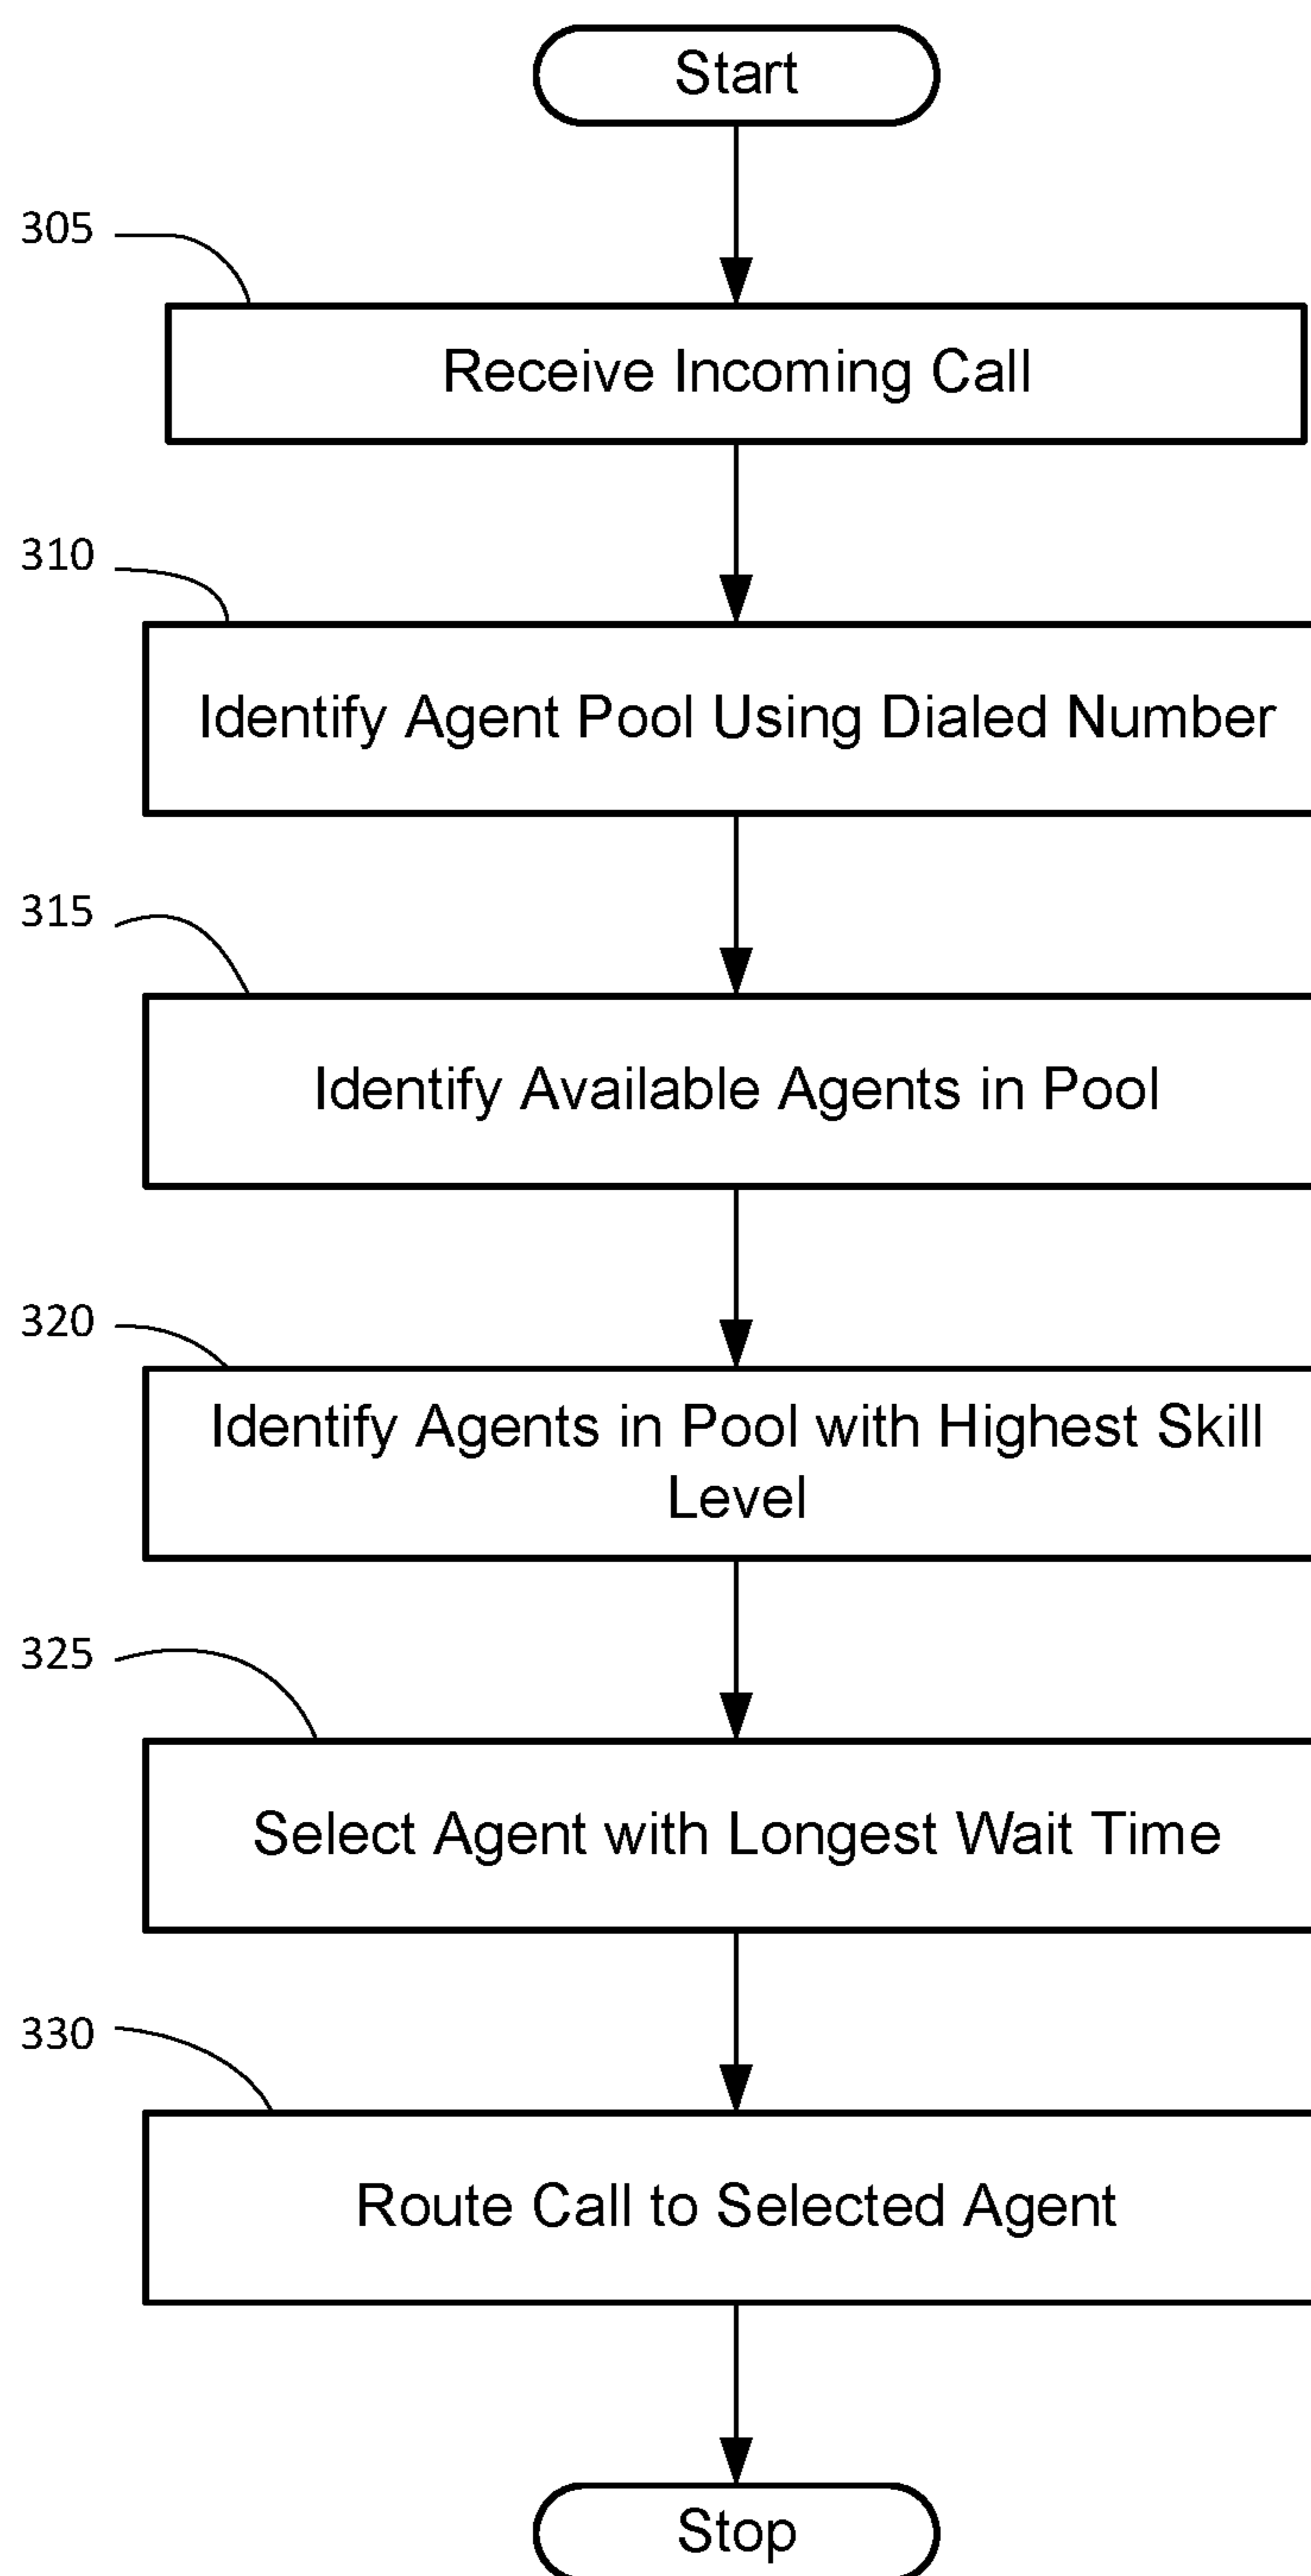 Start
305
Receive Incoming Call
310
Identify Agent Pool Using Dialed Number
315
Identify Available Agents in Pool
320
Identify Agents in Pool with Highest Skill
Level
325
Select Agent with Longest Wait Time
330
Route Call to Selected Agent
Stop